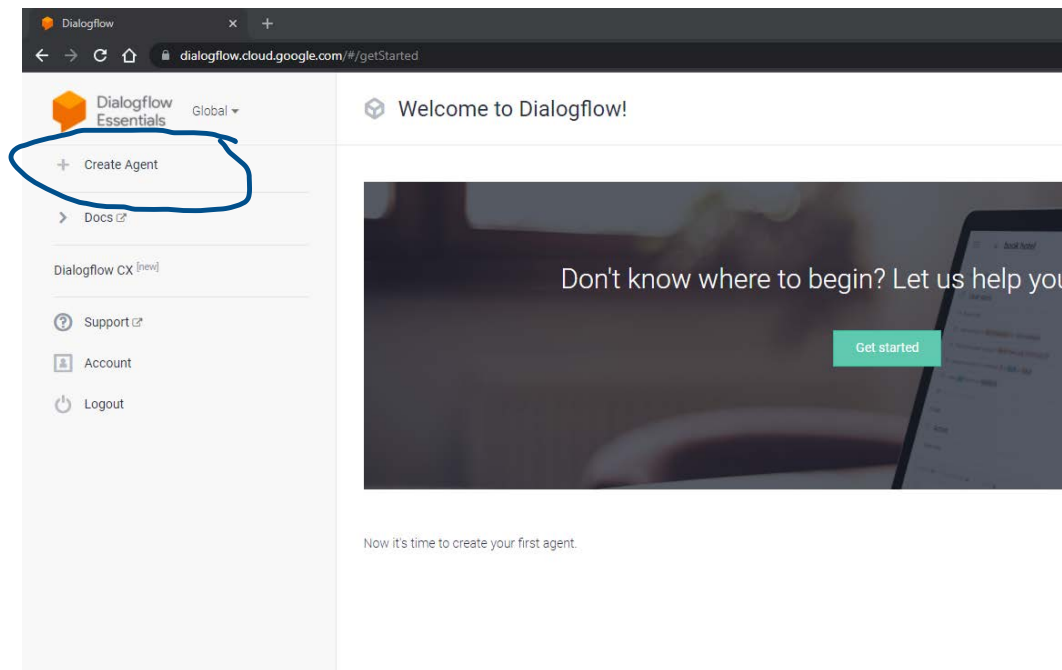 Dialogflow
dialogflow.cloud.google.com/#/getStarted
Dialogflow
Essentials
Global
Welcome to Dialogflow!
Create Agent
Docs
Dialogflow CX [new]
Support
Account
Logout
book hotel
Don't know where to begin? Let us help you
Get started
Now it's time to create your first agent.